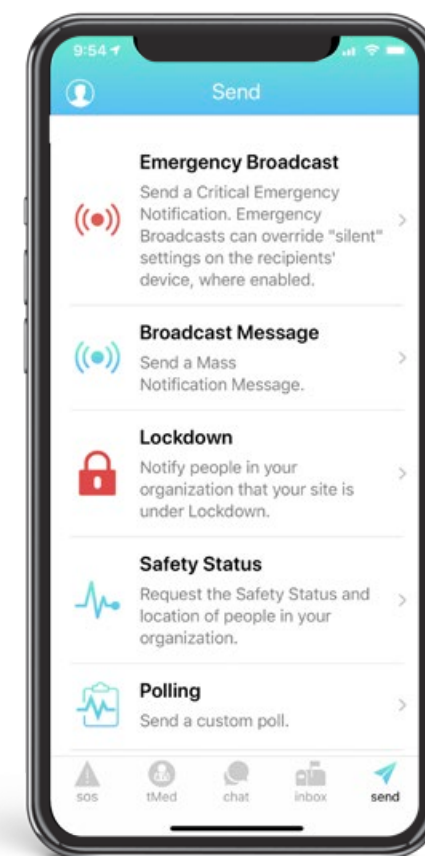 9:54
Send
Emergency Broadcast
Send a Critical Emergency
Notification. Emergency
Broadcasts can override "silent"
settings on the recipients'
device, where enabled.
Broadcast Message
Send a Mass
Notification Message.
Lockdown
Notify people in your
organization that your site is
under Lockdown.
Safety Status
Request the Safety Status and
location of people in your
organization.
Polling
Send a custom poll.
sos tMed chat inbox send